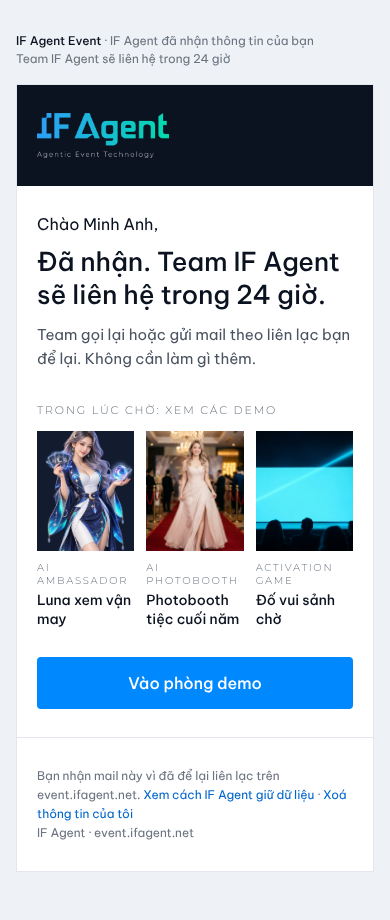 IF Agent Event · IF Agent đã nhận thông tin của bạn
Team IF Agent sẽ liên hệ trong 24 giờ
IF Agent
Agentic Event Technology
Chào Minh Anh,
Đã nhận. Team IF Agent
sẽ liên hệ trong 24 giờ.
Team gọi lại hoặc gửi mail theo liên lạc bạn
để lại. Không cần làm gì thêm.
TRONG LÚC CHỜ: XEM CÁC DEMO
AI
AMBASSADOR
Luna xem vận
may
AI
PHOTOBOOTH
Photobooth
tiệc cuối năm
ACTIVATION
GAME
Đố vui sảnh
chờ
Vào phòng demo
Bạn nhận mail này vì đã để lại liên lạc trên
event.ifagent.net. Xem cách IF Agent giữ dữ liệu · Xoá
thông tin của tôi
IF Agent · event.ifagent.net